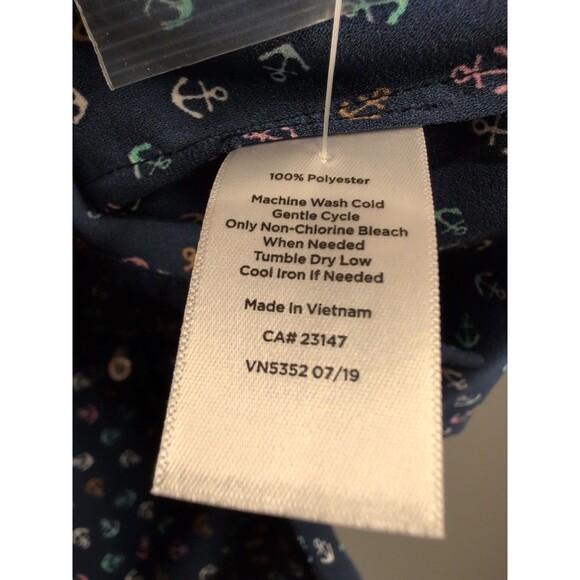 100% Polyester
Machine Wash Cold
Gentle Cycle
Only Non-Chlorine Bleach
When Needed
Tumble Dry Low
Cool Iron If Needed
Made In Vietnam
CA# 23147
VN5352 07/19